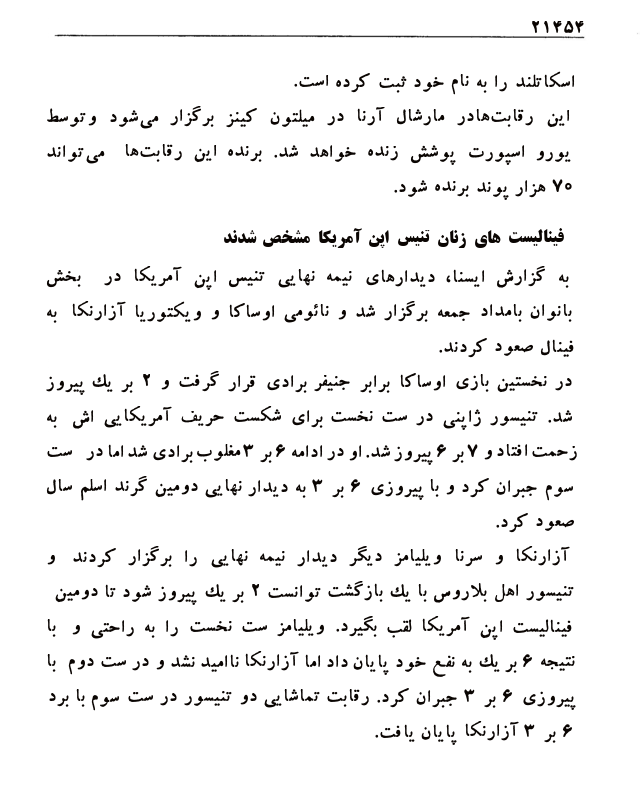 ۲۱۴۵۴
اسکاتلند را به نام خود ثبت کرده است.
این رقابت‌هادر مارشال آرنا در میلتون کینز برگزار می‌شود وتوسط
یورو اسپورت پوشش زنده خواهد شد. برنده این رقابت‌ها می‌تواند
۷۰ هزار پوند برنده شود.
فینالیست های زنان تنیس اپن آمریکا مشخص شدند
به گزارش ایسنا، دیدارهای نیمه نهایی تنیس اپن آمریکا در بخش
بانوان بامداد جمعه برگزار شد و نائومی اوساکا و ویکتوریا آزارنکا به
فینال صعود کردند.
در نخستین بازی اوساکا برابر جنیفر برادی قرار گرفت و ۲ بر یك پیروز
شد. تنیسور ژاپنی در ست نخست برای شکست حریف آمریکایی اش به
زحمت افتاد و ۷ بر ۶ پیروز شد. او در ادامه ۶ بر ۳ مغلوب برادی شد اما در ست
سوم جبران کرد و با پیروزی ۶ بر ۳ به دیدار نهایی دومین گرند اسلم سال
صعود کرد.
آزارنکا و سرنا ویلیامز دیگر دیدار نیمه نهایی را برگزار کردند و
تنیسور اهل بلاروس با یك بازگشت توانست ۲ بر یك پیروز شود تا دومین
فینالیست اپن آمریکا لقب بگیرد. ویلیامز ست نخست را به راحتی و با
نتیجه ۶ بر یك به نفع خود پایان داد اما آزارنکا ناامید نشد و در ست دوم با
پیروزی ۶ بر ۳ جبران کرد. رقابت تماشایی دو تنیسور در ست سوم با برد
۶ بر ۳ آزارنکا پایان یافت.